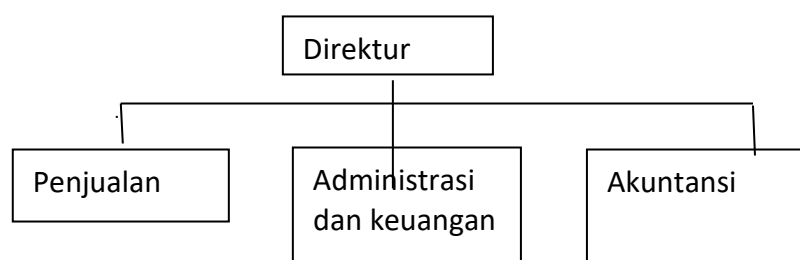 Direktur
Penjualan
Administrasi
dan keuangan
Akuntansi